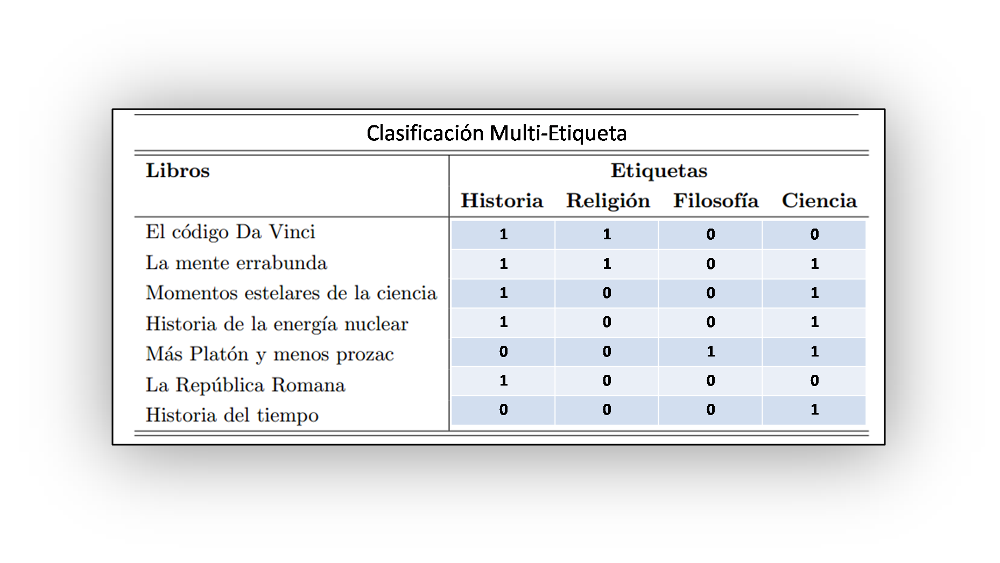 Clasificación Multi-Etiqueta
Libros Etiquetas
Historia Religión Filosofía Ciencia
El código Da Vinci 1 1 0 0
La mente errabunda 1 1 0 1
Momentos estelares de la ciencia 1 0 0 1
Historia de la energía nuclear 1 0 0 1
Más Platón y menos prozac 0 0 1 1
La República Romana 1 0 0 0
Historia del tiempo 0 0 0 1